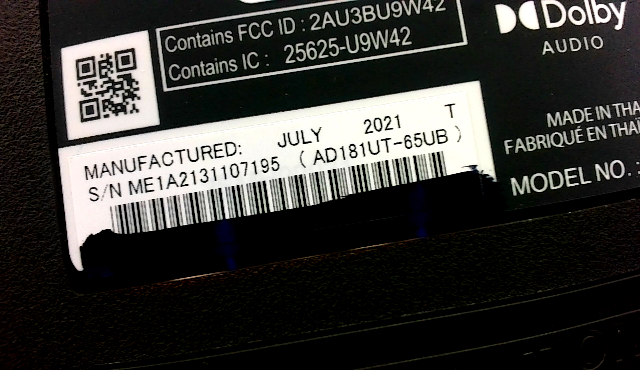 Contains FCC ID : 2AU3BU9W42
Contains IC : 25625-U9W42
Dolby
AUDIO
MANUFACTURED: JULY 2021 T
S/N ME1A2131107195 ( AD181UT-65UB )
MADE IN THA
FABRIQUÉ EN THAÏ
MODEL NO. :